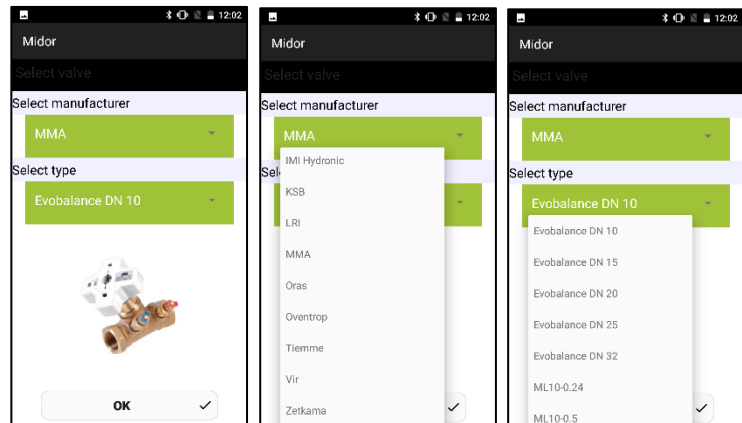 12:02
Midor
Select valve
Select manufacturer
MMA
Select type
Evobalance DN 10
OK
12:02
Midor
Select valve
Select manufacturer
MMA
Sel
IMI Hydronic
KSB
LRI
MMA
Oras
Oventrop
Tiemme
Vir
Zetkama
12:02
Midor
Select valve
Select manufacturer
MMA
Select type
Evobalance DN 10
Evobalance DN 10
Evobalance DN 15
Evobalance DN 20
Evobalance DN 25
Evobalance DN 32
ML10-0.24
ML10-0.5